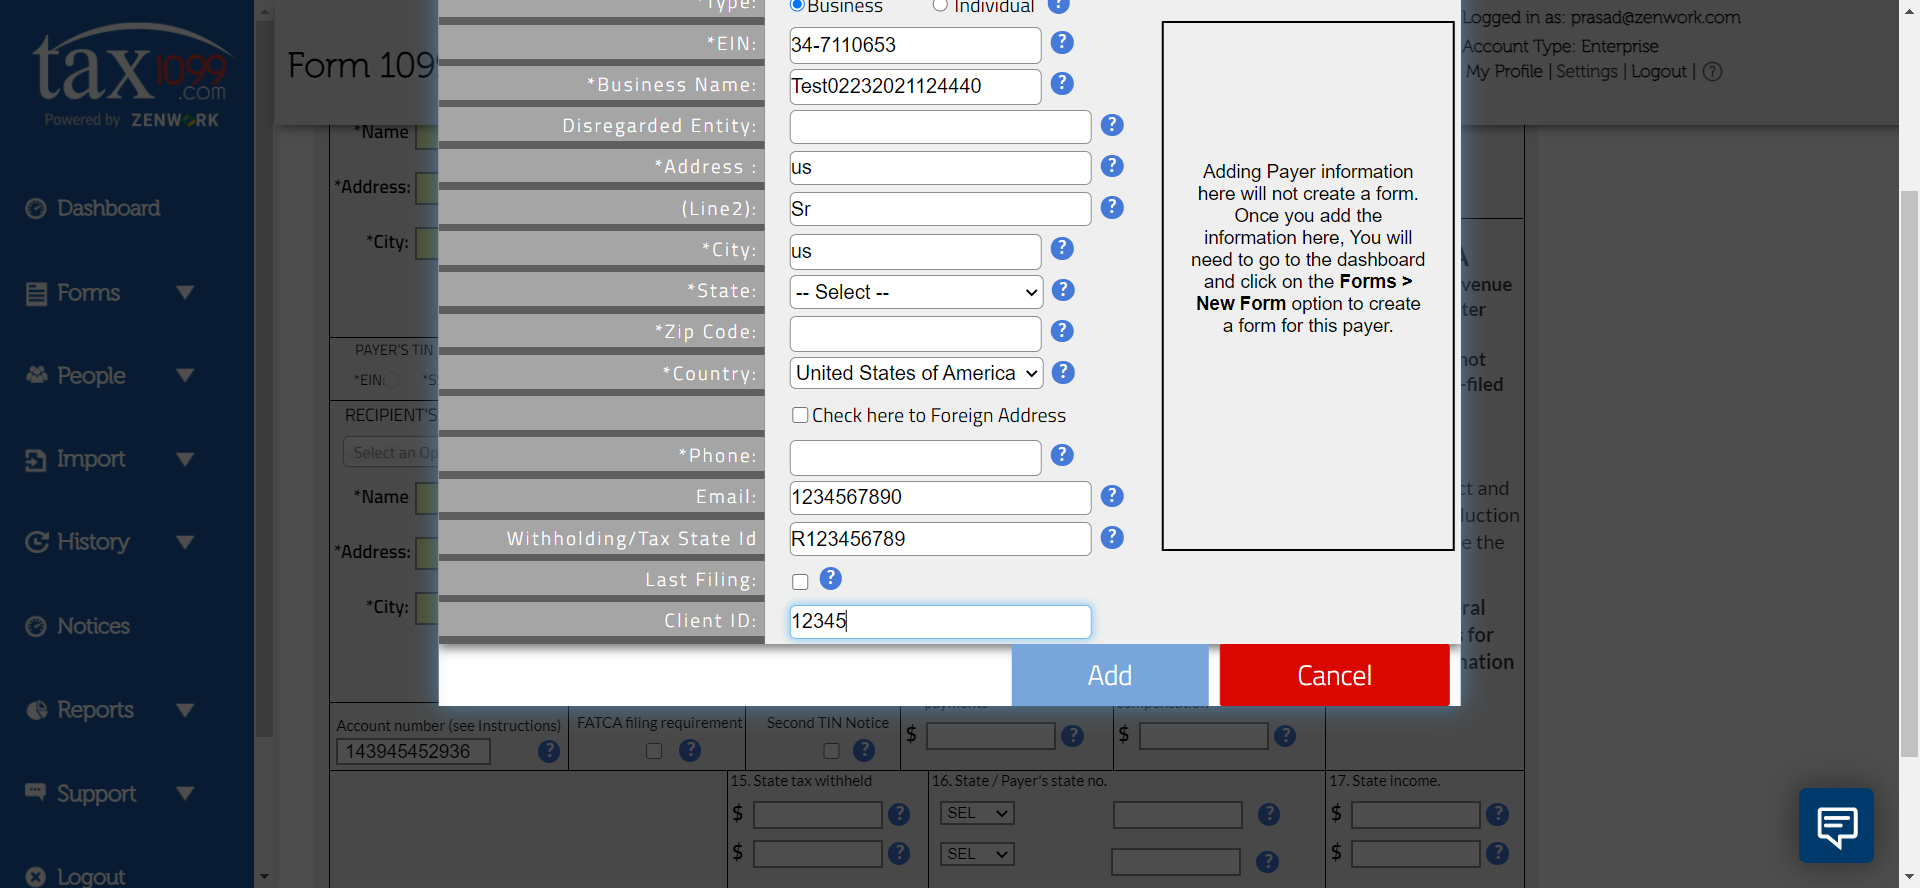 tax1099
.com
Powered by ZENWORK
Dashboard
Forms
People
Import
History
Notices
Reports
Support
Logout
Form 109
Logged in as: prasad@zenwork.com
Account Type: Enterprise
My Profile | Settings | Logout | ?
*Name
*Address:
*City:
PAYER'S TIN
*EIN:
*S
RECIPIENT'S
Select an Op
*Name
*Address:
*City:
*Type:
Business
Individual
?
*EIN:
34-7110653
?
*Business Name:
Test02232021124440
?
Disregarded Entity:
?
*Address :
us
?
(Line2):
Sr
?
*City:
us
?
*State:
-- Select --
?
*Zip Code:
?
*Country:
United States of America
?
Check here to Foreign Address
*Phone:
?
Email:
1234567890
?
Withholding/Tax State Id
R123456789
?
Last Filing:
?
Client ID:
12345
Adding Payer information
here will not create a form.
Once you add the
information here, You will
need to go to the dashboard
and click on the Forms >
New Form option to create
a form for this payer.
Add
Cancel
venue
ter
not
-filed
ct and
luction
e the
ral
s for
nation
Account number (see Instructions)
143945452936
?
FATCA filing requirement
?
Second TIN Notice
?
payments
$
?
compensation
$
?
15. State tax withheld
$
?
$
?
16. State / Payer's state no.
SEL
?
SEL
?
17. State income.
$
?
$
?